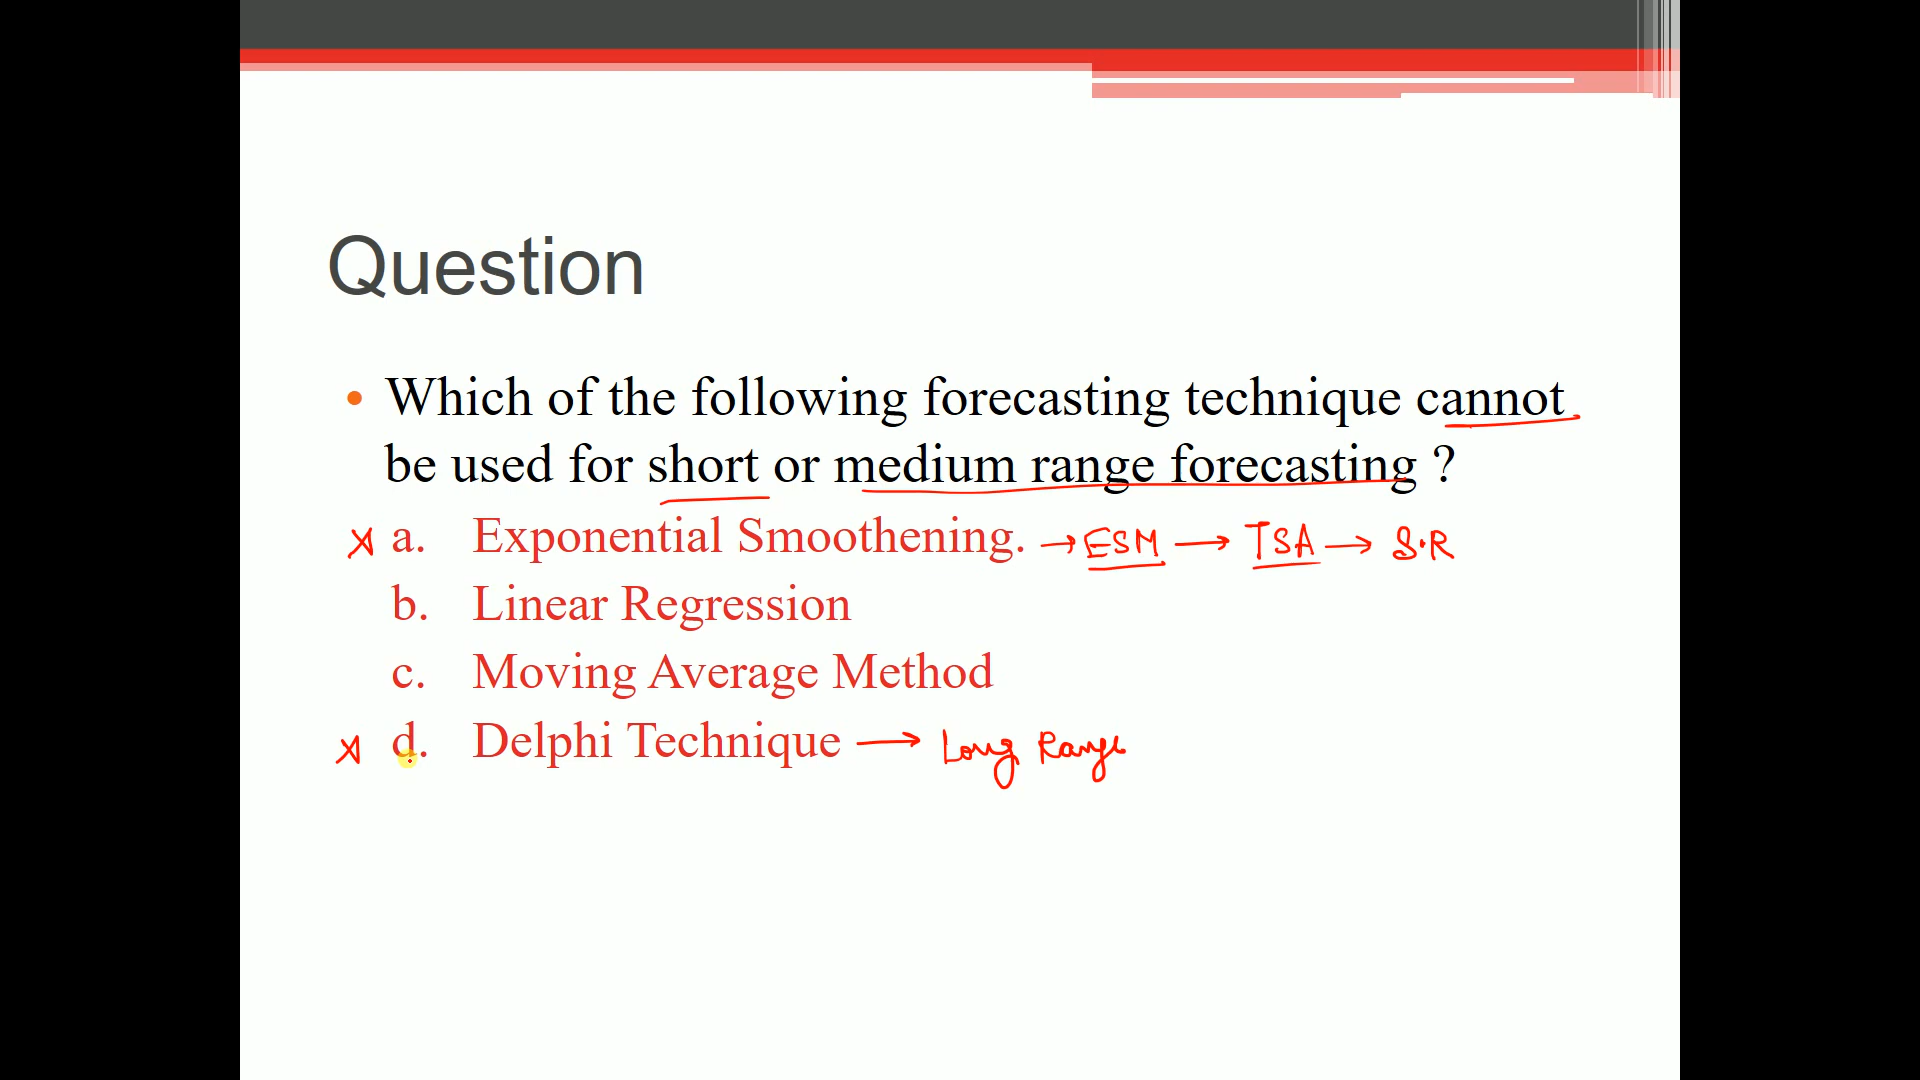 Question
• Which of the following forecasting technique cannot
be used for short or medium range forecasting ?
x a. Exponential Smoothening. → ESM → TSA → S.R
b. Linear Regression
c. Moving Average Method
x d. Delphi Technique → Long Range